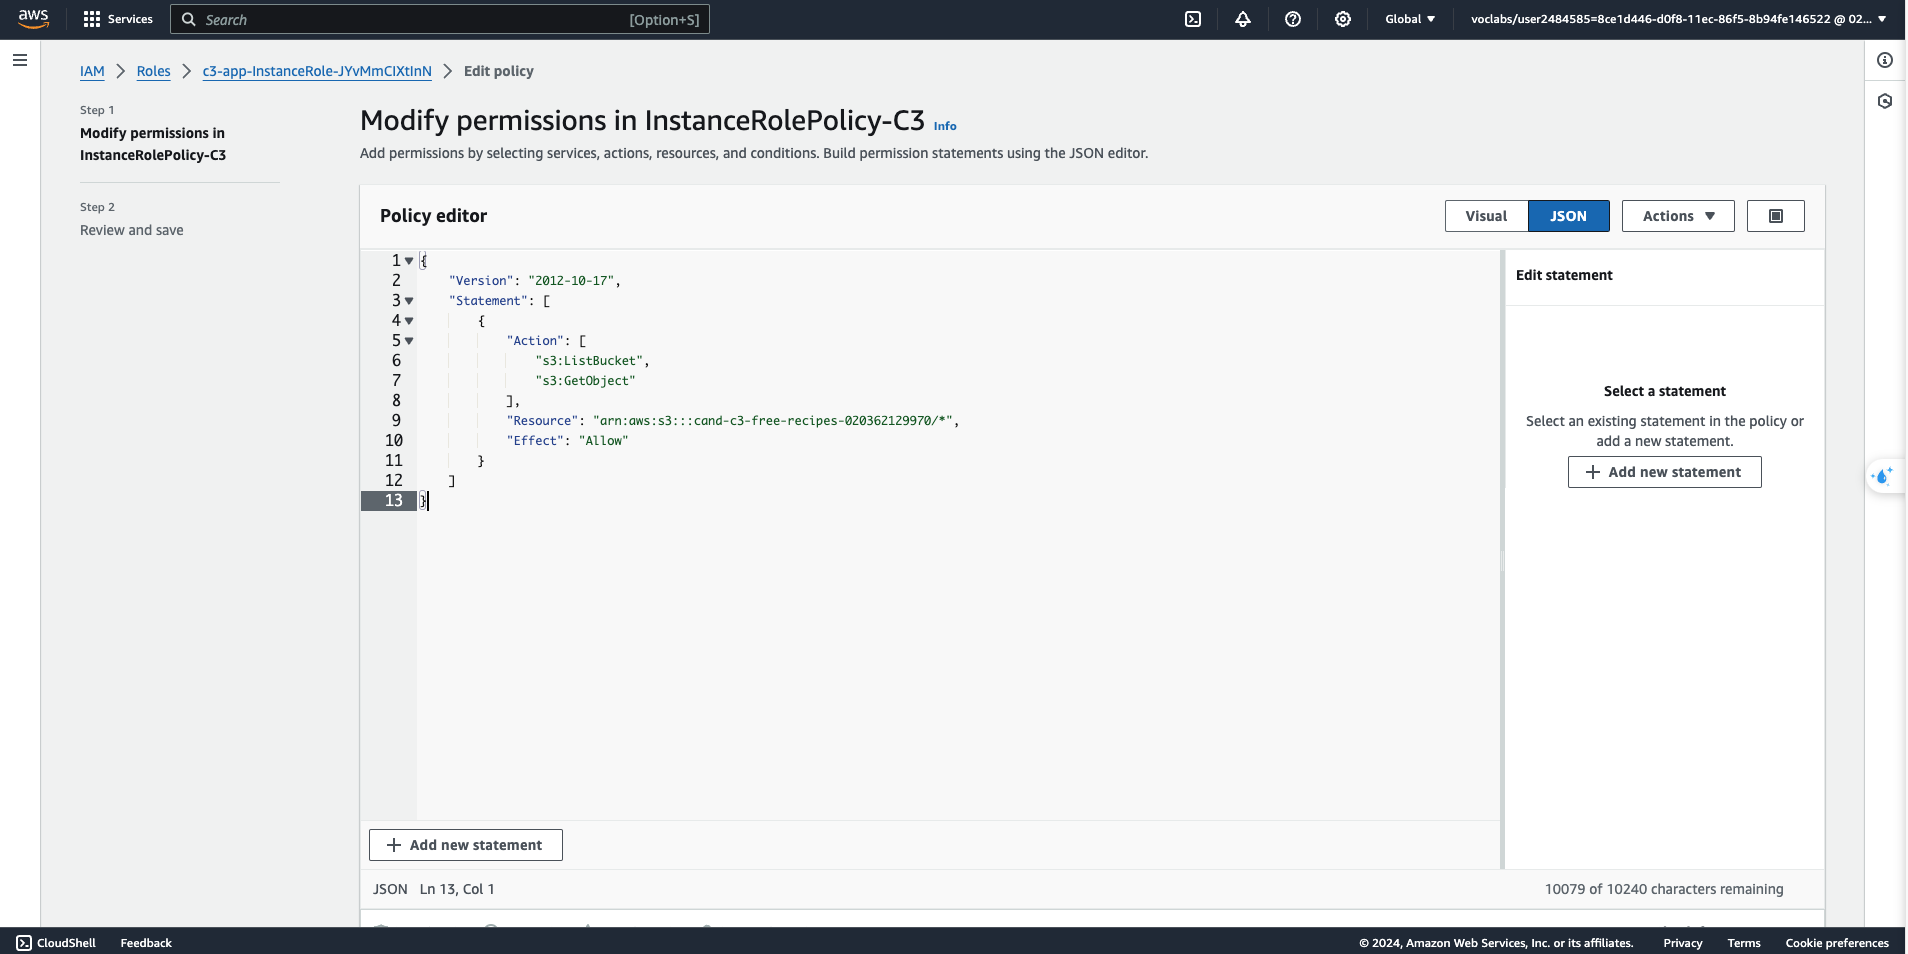 aws
Services
Search
[Option+S]
Global
voclabs/user2484585=8ce1d446-d0f8-11ec-86f5-8b94fe146522 @ 02...
IAM
Roles
c3-app-InstanceRole-JYvMmCIXtInN
Edit policy
Step 1
Modify permissions in
InstanceRolePolicy-C3
Step 2
Review and save
Modify permissions in InstanceRolePolicy-C3 Info
Add permissions by selecting services, actions, resources, and conditions. Build permission statements using the JSON editor.
Policy editor
Visual
JSON
Actions
1 {
2 "Version": "2012-10-17",
3 "Statement": [
4 {
5 "Action": [
6 "s3:ListBucket",
7 "s3:GetObject"
8 ],
9 "Resource": "arn:aws:s3:::cand-c3-free-recipes-020362129970/*",
10 "Effect": "Allow"
11 }
12 ]
13 }
Edit statement
Select a statement
Select an existing statement in the policy or
add a new statement.
+ Add new statement
+ Add new statement
JSON Ln 13, Col 1
10079 of 10240 characters remaining
CloudShell
Feedback
© 2024, Amazon Web Services, Inc. or its affiliates.
Privacy
Terms
Cookie preferences